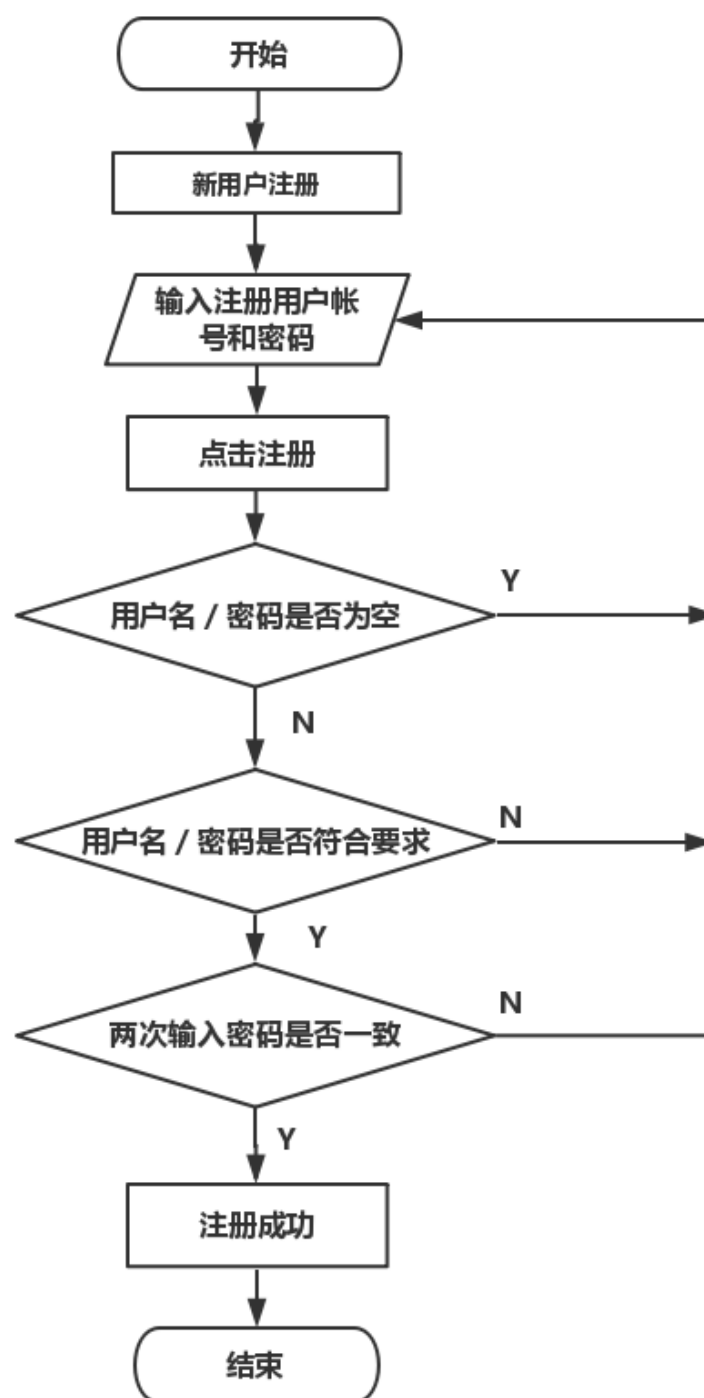 开始
新用户注册
输入注册用户帐
号和密码
点击注册
用户名 / 密码是否为空
Y
N
用户名 / 密码是否符合要求
N
Y
两次输入密码是否一致
N
Y
注册成功
结束